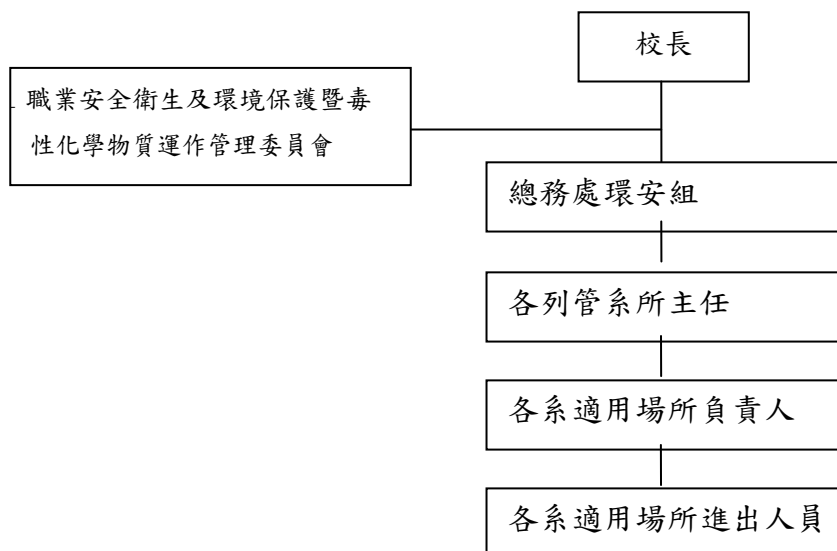 校長
職業安全衛生及環境保護暨毒
性化學物質運作管理委員會
總務處環安組
各列管系所主任
各系適用場所負責人
各系適用場所進出人員